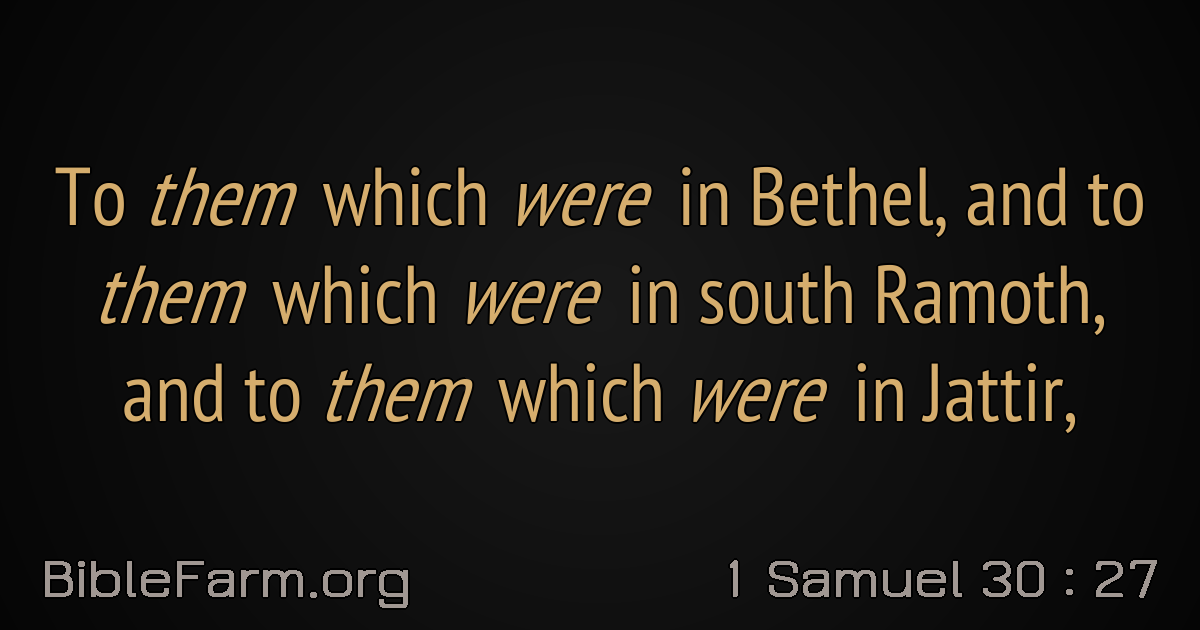 To them which were in Bethel, and to
them which were in south Ramoth,
and to them which were in Jattir,
BibleFarm.org
1 Samuel 30 : 27